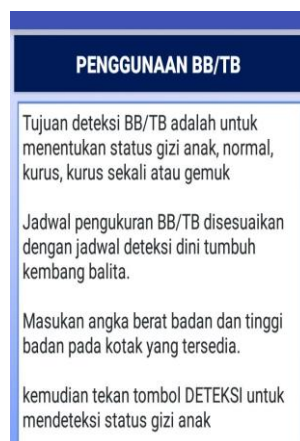 PENGGUNAAN BB/TB
Tujuan deteksi BB/TB adalah untuk
menentukan status gizi anak, normal,
kurus, kurus sekali atau gemuk
Jadwal pengukuran BB/TB disesuaikan
dengan jadwal deteksi dini tumbuh
kembang balita.
Masukan angka berat badan dan tinggi
badan pada kotak yang tersedia.
kemudian tekan tombol DETEKSI untuk
mendeteksi status gizi anak